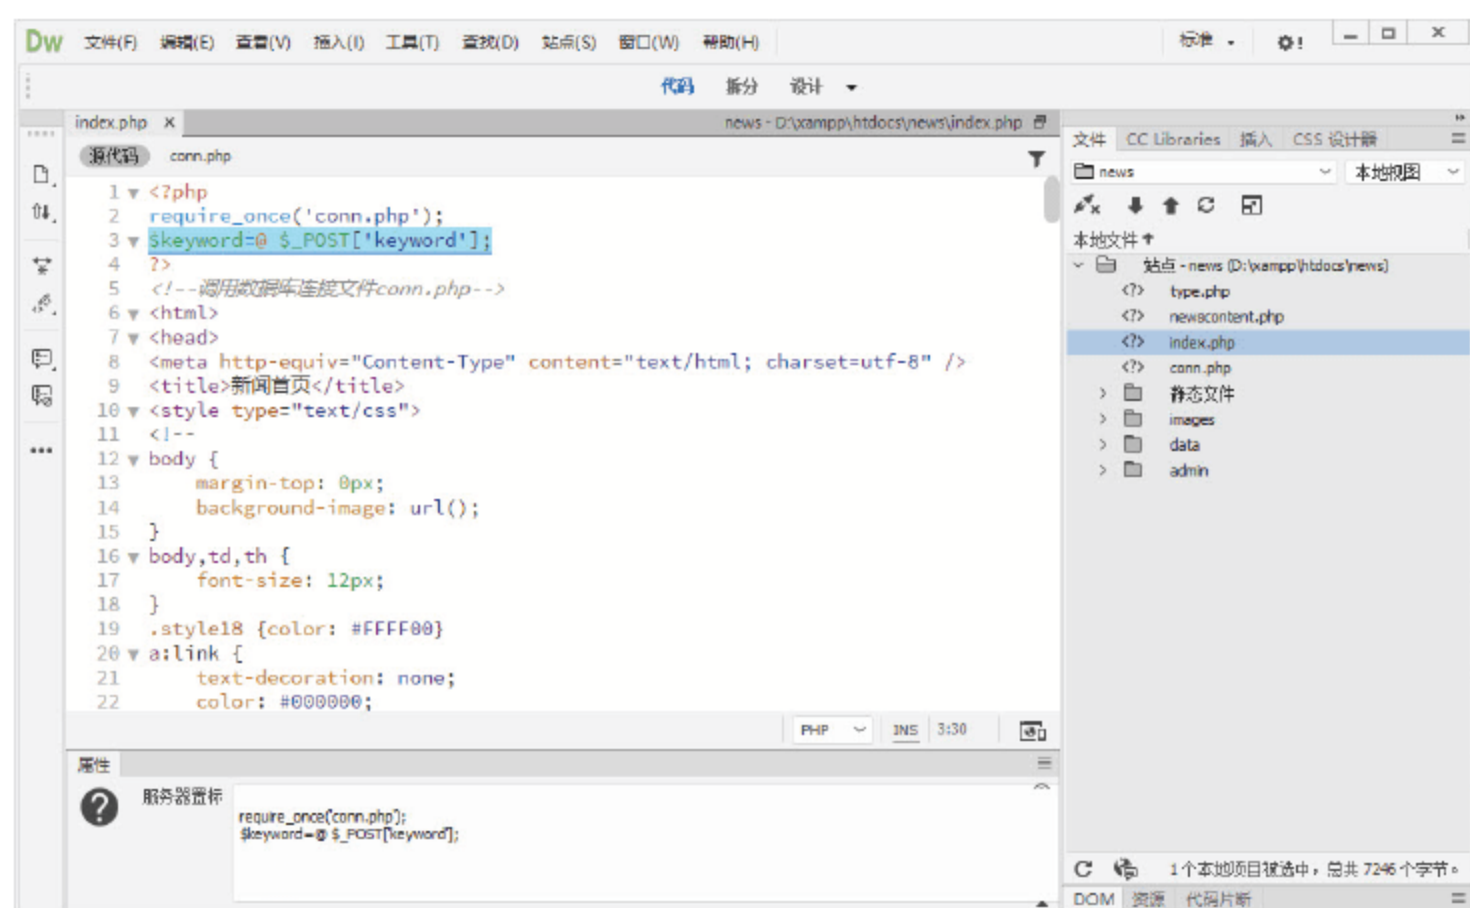 Dw 文件(F) 编辑(E) 查看(V) 插入(I) 工具(T) 查找(D) 站点(S) 窗口(W) 帮助(H) 标准
代码 拆分 设计
index.php × news - D:\xampp\htdocs\news\index.php
源代码 conn.php
1 <?php
2 require_once('conn.php');
3 $keyword=@ $_POST['keyword'];
4 ?>
5 <!--调用数据库连接文件conn.php-->
6 <html>
7 <head>
8 <meta http-equiv="Content-Type" content="text/html; charset=utf-8" />
9 <title>新闻首页</title>
10 <style type="text/css">
11 <!--
12 body {
13 margin-top: 0px;
14 background-image: url();
15 }
16 body,td,th {
17 font-size: 12px;
18 }
19 .style18 {color: #FFFF00}
20 a:link {
21 text-decoration: none;
22 color: #000000;
PHP INS 3:30
属性
服务器置标
require_once('conn.php');
$keyword=@ $_POST['keyword'];
文件 CC Libraries 插入 CSS 设计器
news 本地视图
本地文件↑
站点 - news (D:\xampp\htdocs\news)
<?> type.php
<?> newscontent.php
<?> index.php
<?> conn.php
静态文件
images
data
admin
1 个本地项目被选中，总共 7246 个字节。
DOM 资源 代码片断